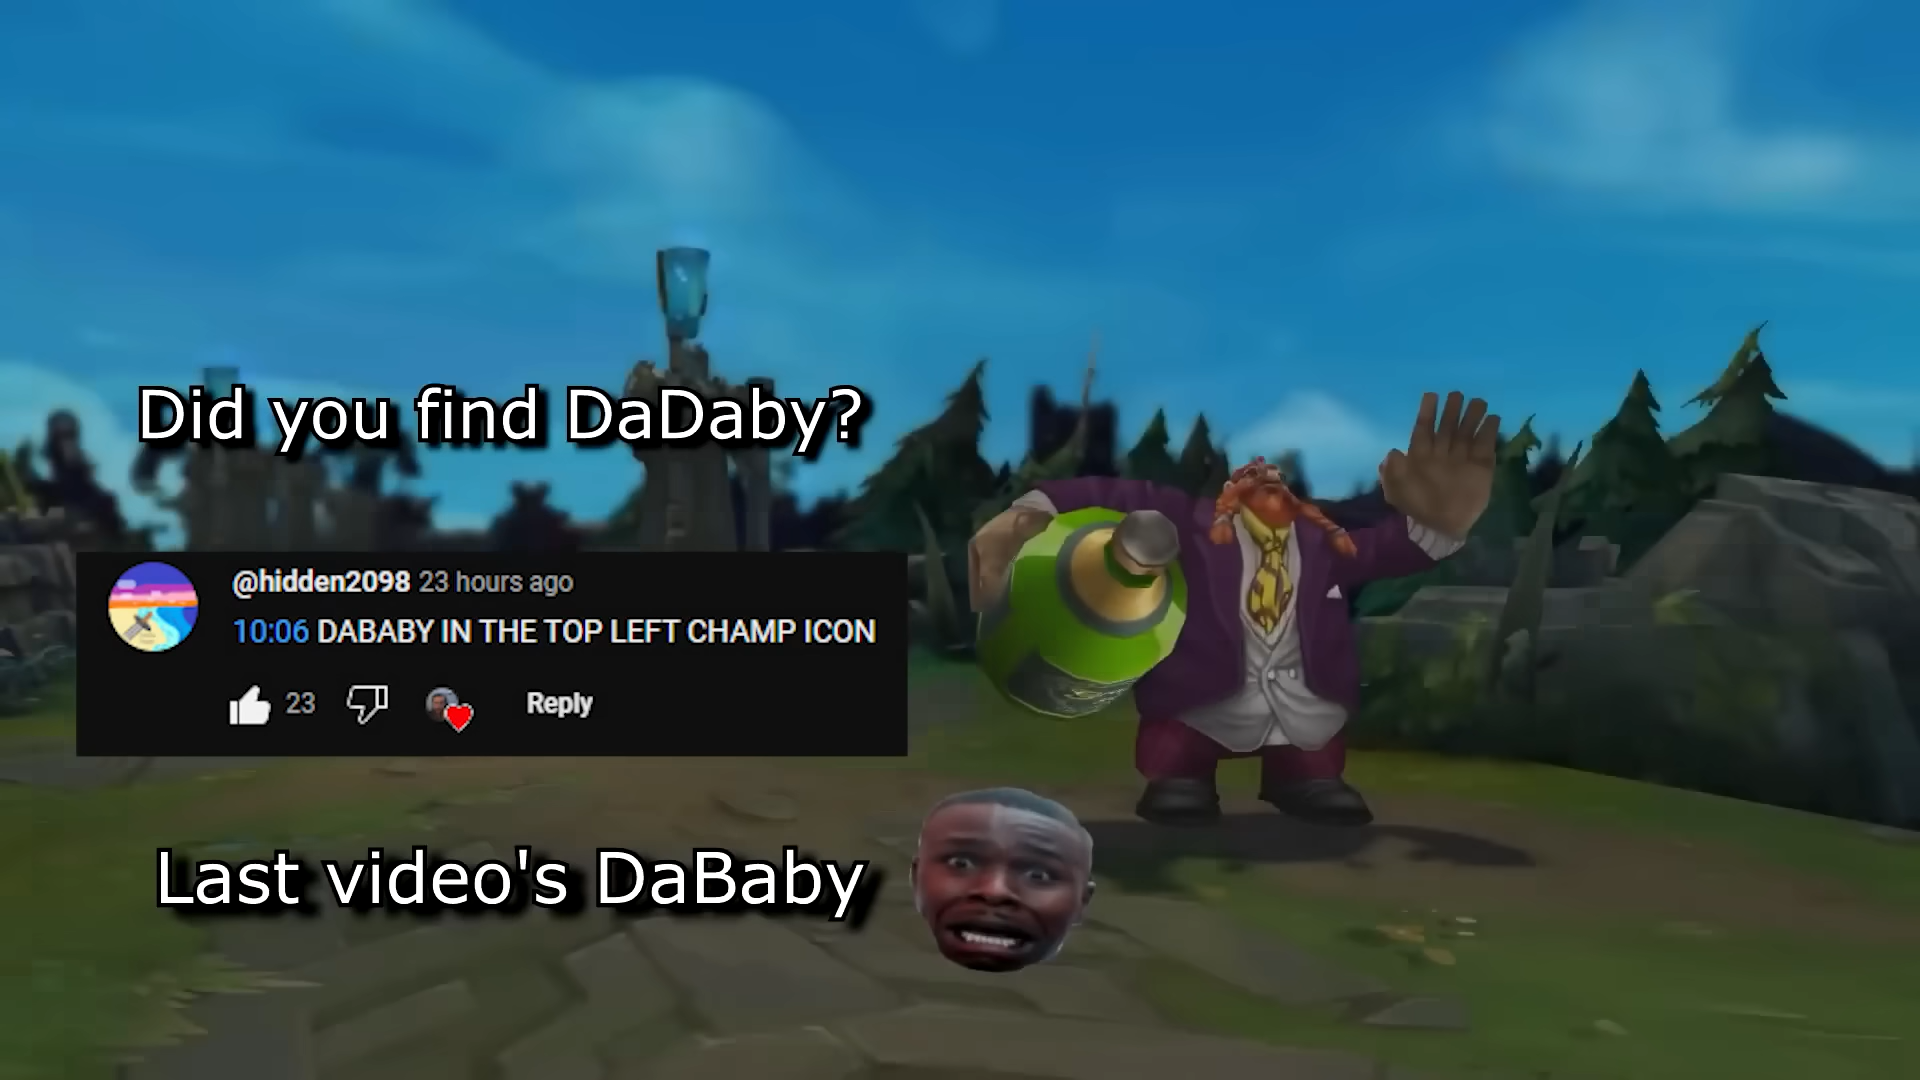 Did you find DaDaby?
@hidden2098 23 hours ago
10:06 DABABY IN THE TOP LEFT CHAMP ICON
23 Reply
Last video's DaBaby